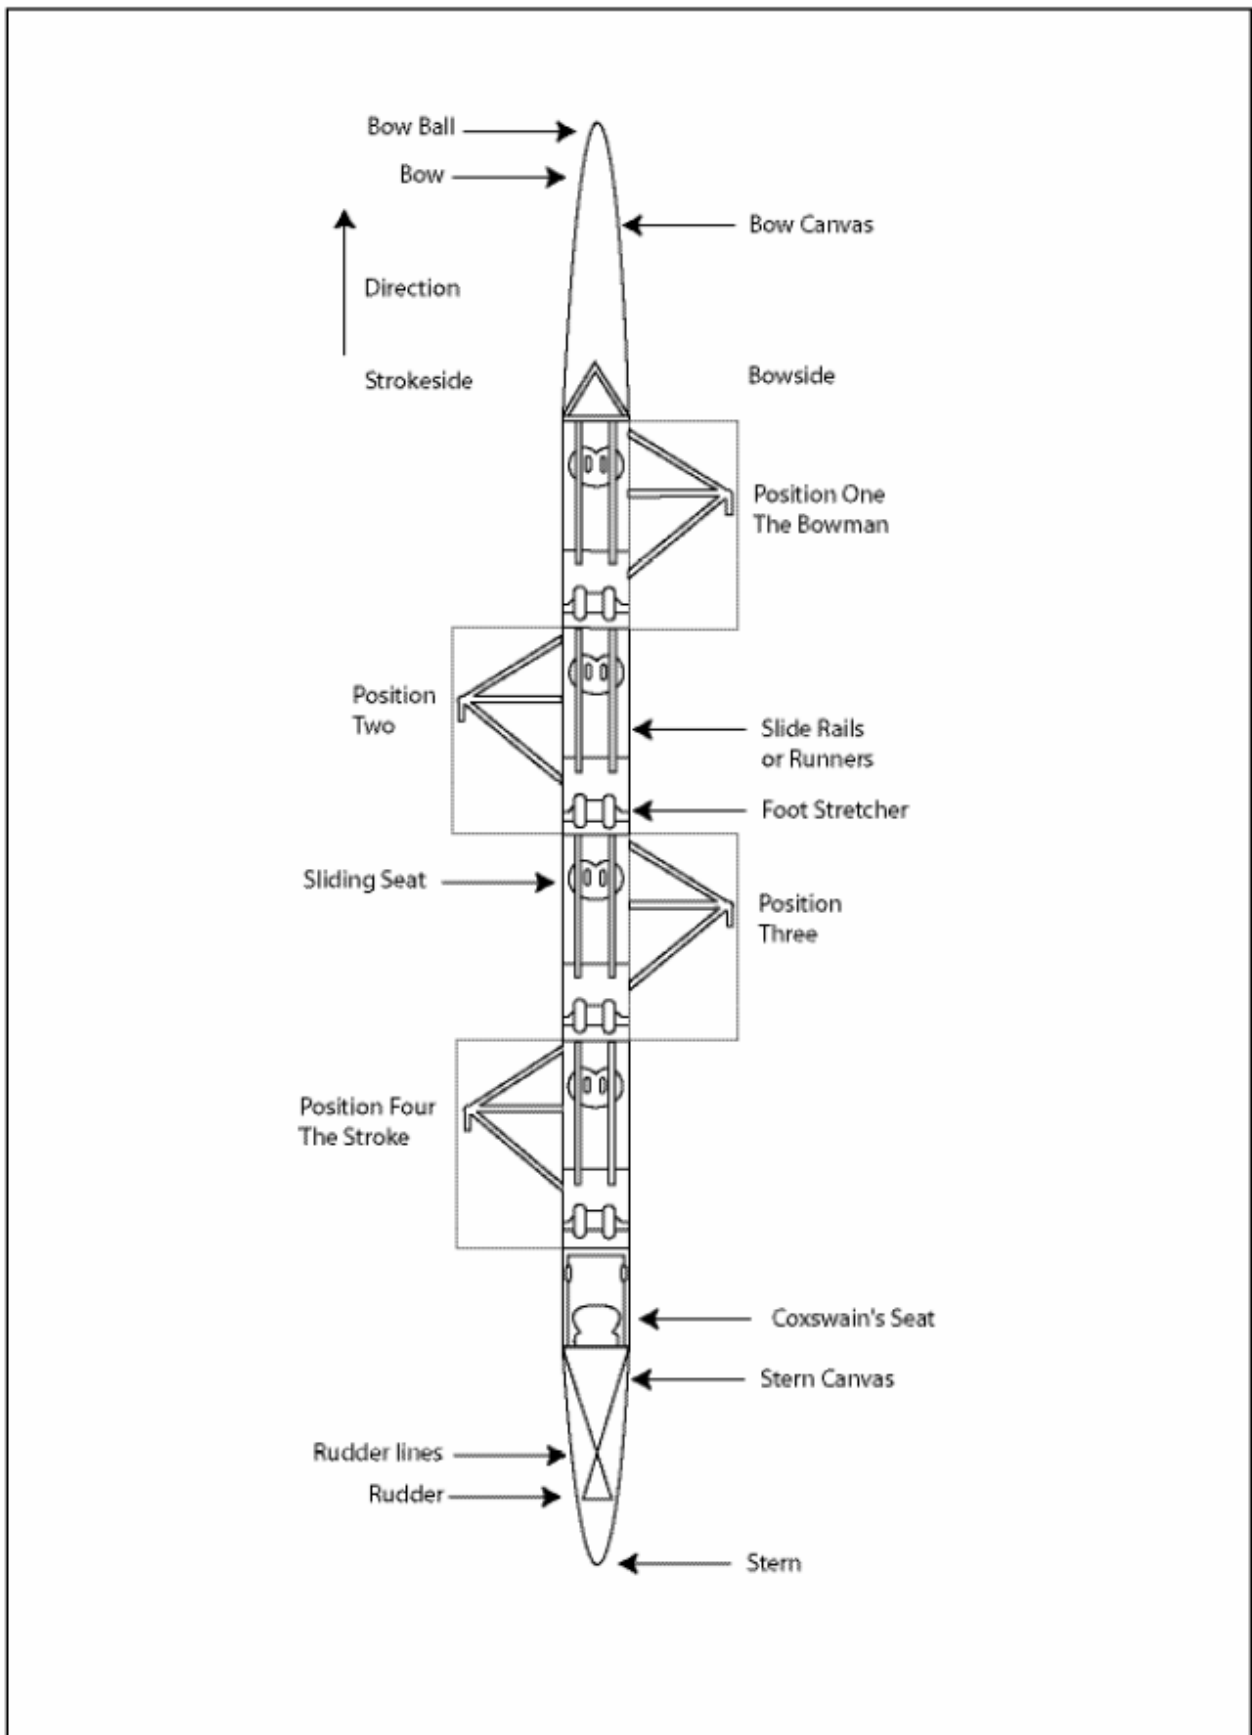 Bow Ball
Bow
Bow Canvas
Direction
Strokeside
Bowside
Position One
The Bowman
Position
Two
Slide Rails
or Runners
Foot Stretcher
Sliding Seat
Position
Three
Position Four
The Stroke
Coxswain's Seat
Stern Canvas
Rudder lines
Rudder
Stern